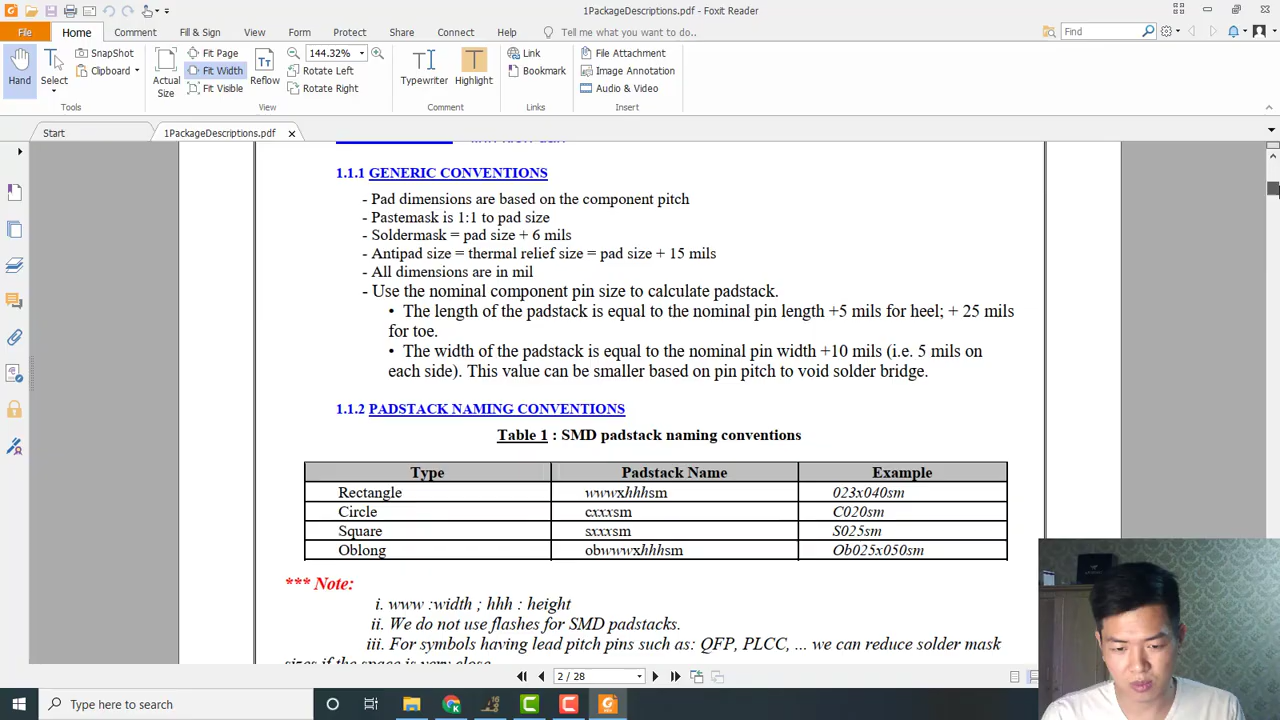 1PackageDescriptions.pdf - Foxit Reader
File Home Comment Fill & Sign View Form Protect Share Connect Help Tell me what you want to do.. Find
Hand
Select
SnapShot
Clipboard
Tools
Actual Size
Fit Page
Fit Width
Fit Visible
Reflow
144.32%
Rotate Left
Rotate Right
View
Typewriter
Highlight
Comment
Link
Bookmark
Links
File Attachment
Image Annotation
Audio & Video
Insert
Start 1PackageDescriptions.pdf
1.1.1 GENERIC CONVENTIONS
- Pad dimensions are based on the component pitch
- Pastemask is 1:1 to pad size
- Soldermask = pad size + 6 mils
- Antipad size = thermal relief size = pad size + 15 mils
- All dimensions are in mil
- Use the nominal component pin size to calculate padstack.
• The length of the padstack is equal to the nominal pin length +5 mils for heel; + 25 mils
for toe.
• The width of the padstack is equal to the nominal pin width +10 mils (i.e. 5 mils on
each side). This value can be smaller based on pin pitch to void solder bridge.
1.1.2 PADSTACK NAMING CONVENTIONS
Table 1 : SMD padstack naming conventions
Type Padstack Name Example
Rectangle wwwxhhhsm 023x040sm
Circle cxxxsm C020sm
Square sxxxsm S025sm
Oblong obwwwxhhhsm Ob025x050sm
*** Note:
i. www :width ; hhh : height
ii. We do not use flashes for SMD padstacks.
iii. For symbols having lead pitch pins such as: QFP, PLCC, ... we can reduce solder mask
sizes if the space is very close
2 / 28
Type here to search